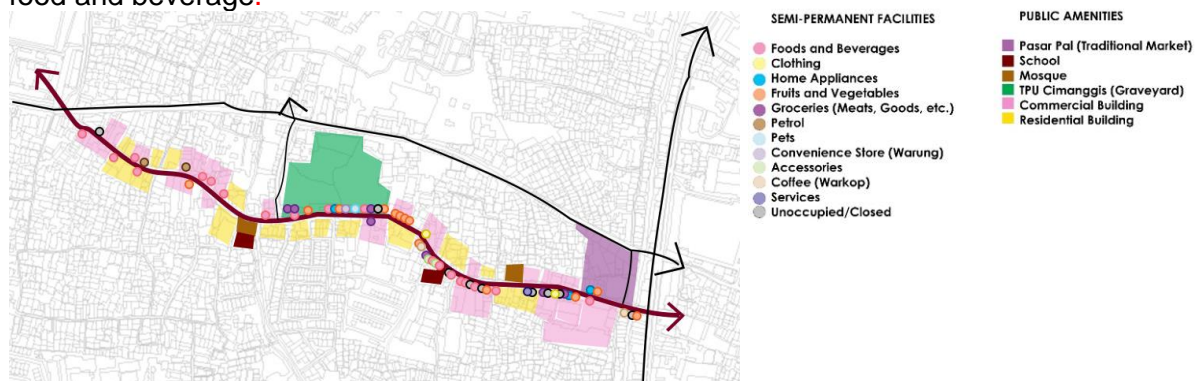 food and beverage.
SEMI-PERMANENT FACILITIES
Foods and Beverages
Clothing
Home Appliances
Fruits and Vegetables
Groceries (Meats, Goods, etc.)
Petrol
Pets
Convenience Store (Warung)
Accessories
Coffee (Warkop)
Services
Unoccupied/Closed
PUBLIC AMENITIES
Pasar Pal (Traditional Market)
School
Mosque
TPU Cimanggis (Graveyard)
Commercial Building
Residential Building